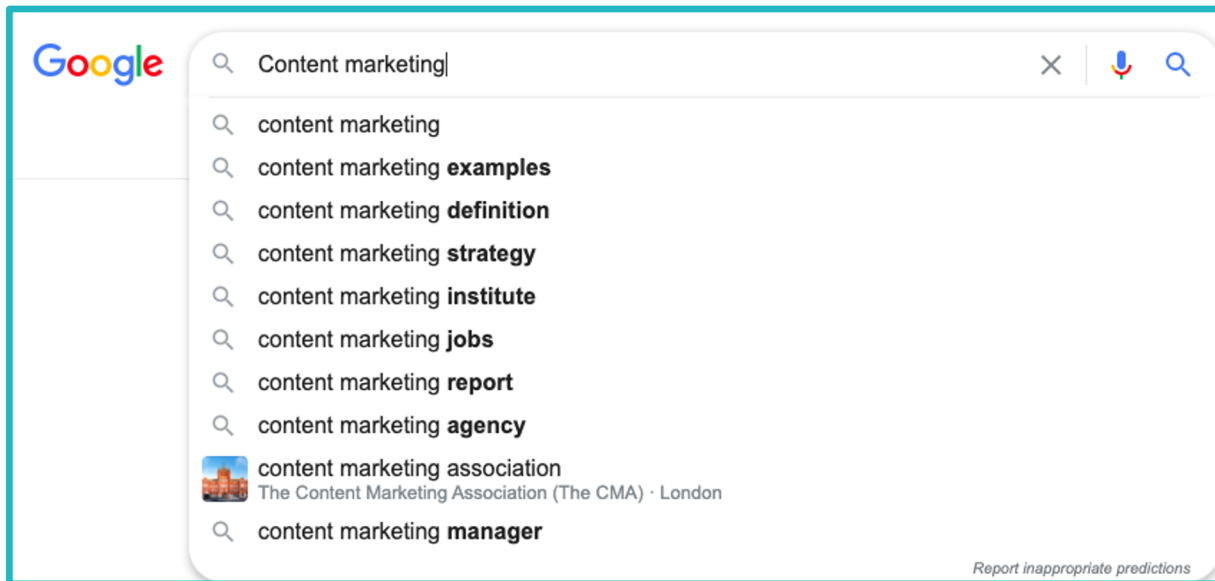 Google
Content marketing
content marketing
content marketing examples
content marketing definition
content marketing strategy
content marketing institute
content marketing jobs
content marketing report
content marketing agency
content marketing association
The Content Marketing Association (The CMA) · London
content marketing manager
Report inappropriate predictions